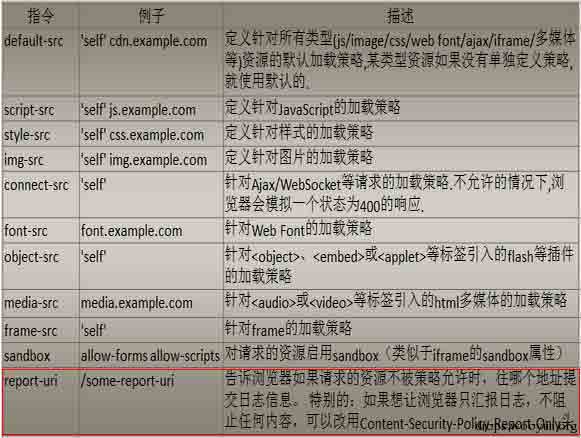 指令 例子 描述
default-src 'self' cdn.example.com 定义针对所有类型(js/image/css/web font/ajax/iframe/多媒体
等)资源的默认加载策略,某类型资源如果没有单独定义策略,
就使用默认的.
script-src 'self' js.example.com 定义针对JavaScript的加载策略
style-src 'self' css.example.com 定义针对样式的加载策略
img-src 'self' img.example.com 定义针对图片的加载策略
connect-src 'self' 针对Ajax/WebSocket等请求的加载策略.不允许的情况下,浏
览器会模拟一个状态为400的响应.
font-src font.example.com 针对Web Font的加载策略
object-src 'self' 针对<object>、<embed>或<applet>等标签引入的flash等插件
的加载策略
media-src media.example.com 针对<audio>或<video>等标签引入的html多媒体的加载策略
frame-src 'self' 针对frame的加载策略
sandbox allow-forms allow-scripts 对请求的资源启用sandbox（类似于iframe的sandbox属性）
report-uri /some-report-uri 告诉浏览器如果请求的资源不被策略允许时，往哪个地址提
交日志信息。 特别的：如果想让浏览器只汇报日志，不阻
止任何内容，可以改用Content-Security-Policy-Report-Only头